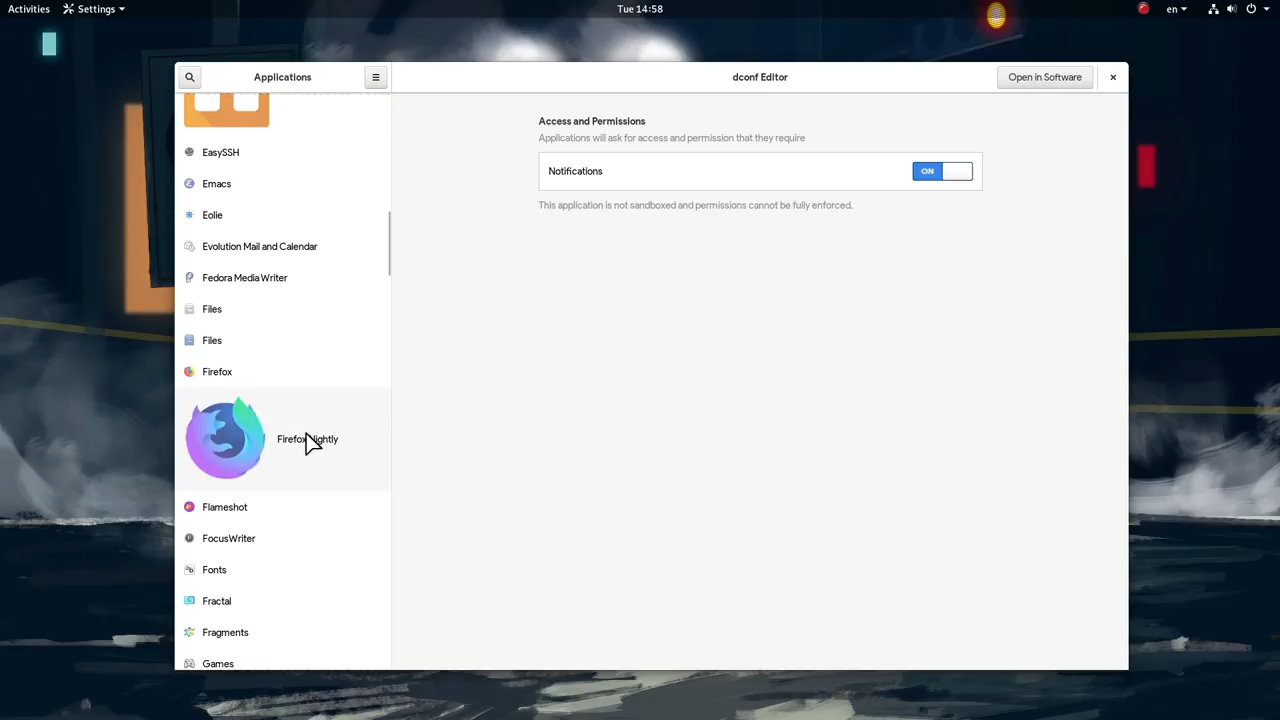 Activities Settings Tue 14:58 en
Applications dconf Editor Open in Software
EasySSH
Emacs
Eolie
Evolution Mail and Calendar
Fedora Media Writer
Files
Files
Firefox
Firefox
Flameshot
FocusWriter
Fonts
Fractal
Fragments
Games
Access and Permissions
Applications will ask for access and permission that they require
Notifications ON
This application is not sandboxed and permissions cannot be fully enforced.